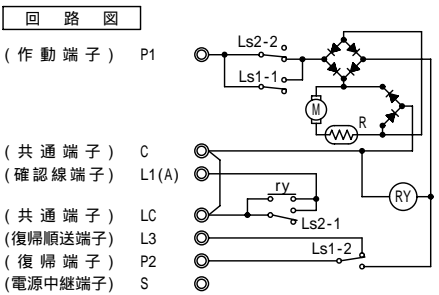 回路図
Ls2-2
(作動端子) P1
Ls1-1
M
R
(共通端子) C
(確認線端子) L1(A)
ry
RY
(共通端子) LC
Ls2-1
(復帰順送端子) L3
Ls1-2
(復帰端子) P2
(電源中継端子) S